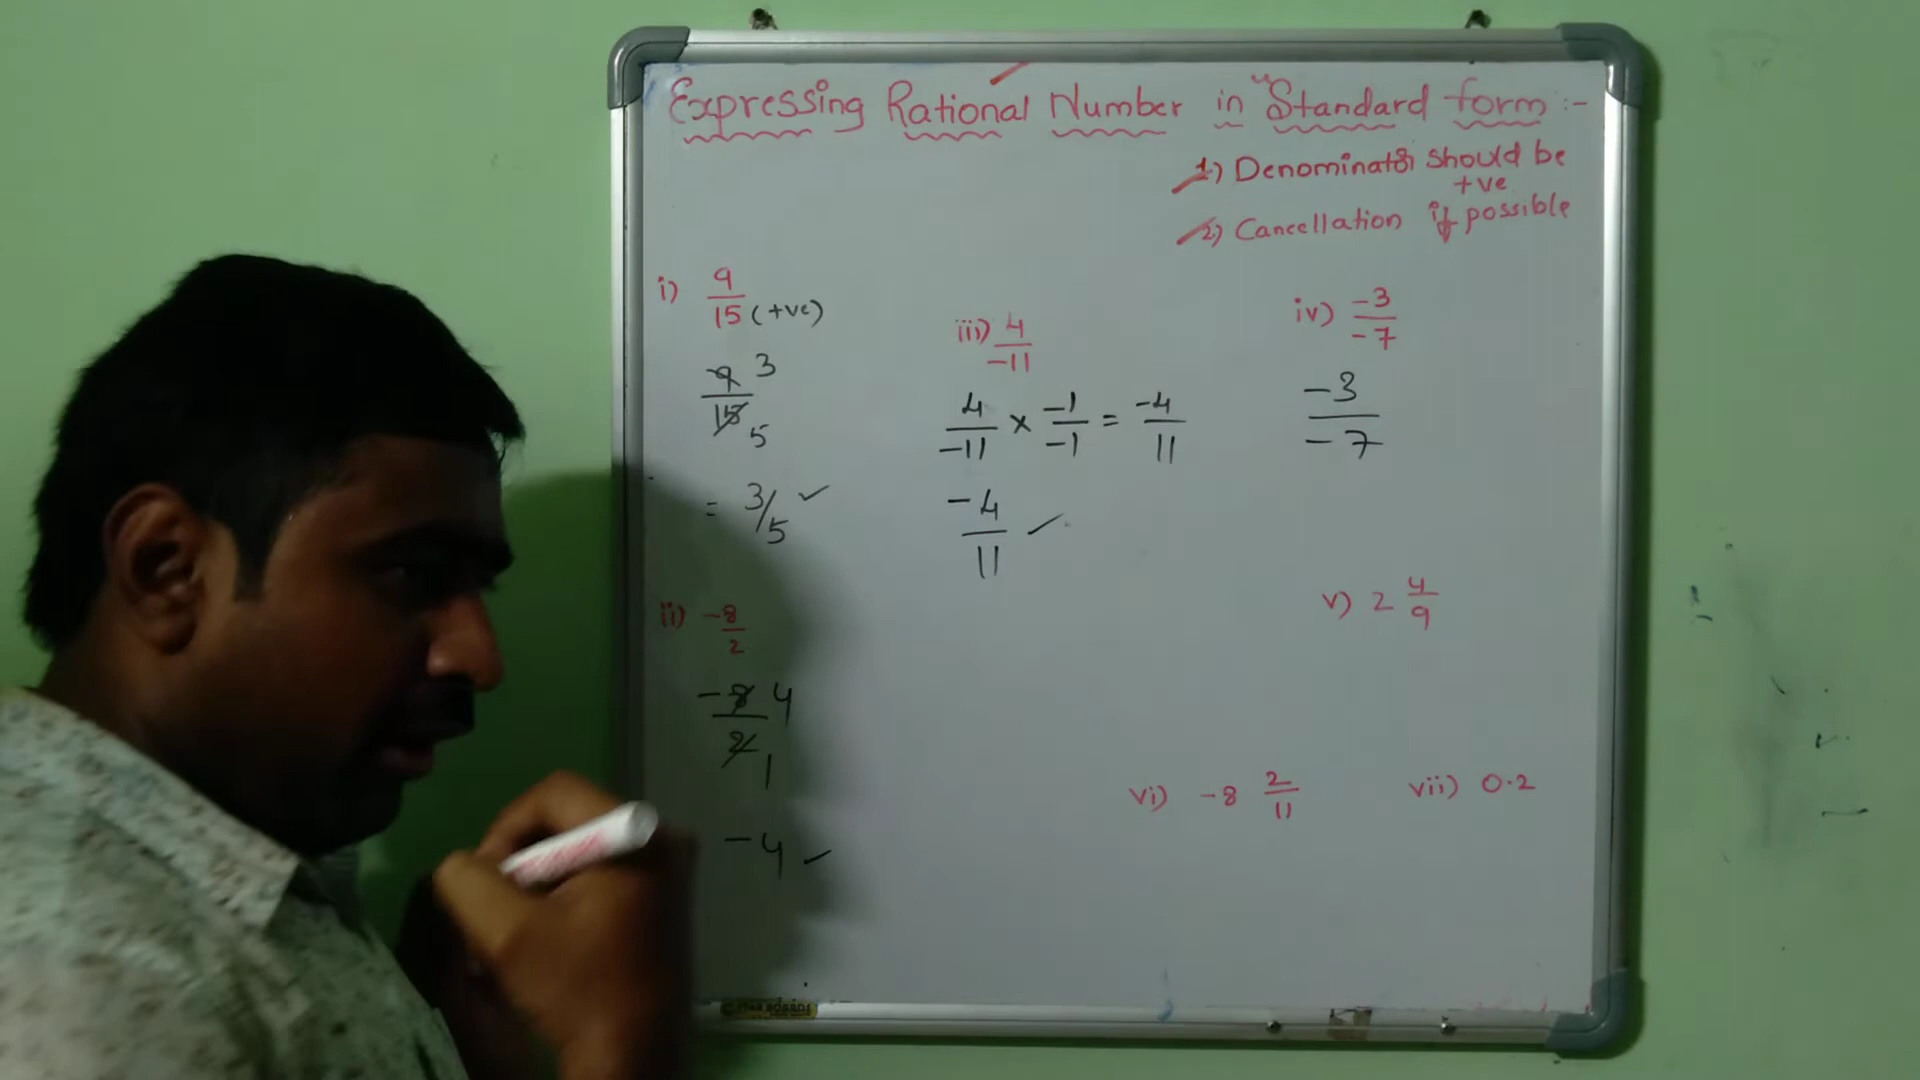 Expressing Rational Number in "Standard form :-
1) Denominator should be
+ve
2) Cancellation if possible
i) 9/15 (+ve)
9/15 3 5
= 3/5 ✓
ii) -8/2
-8/2 4 1
-4 ✓
iii) 4/-11
4/-11 × -1/-1 = -4/11
-4/11 ✓
iv) -3/-7
-3/-7
v) 2 4/9
vi) -8 2/11
vii) 0.2